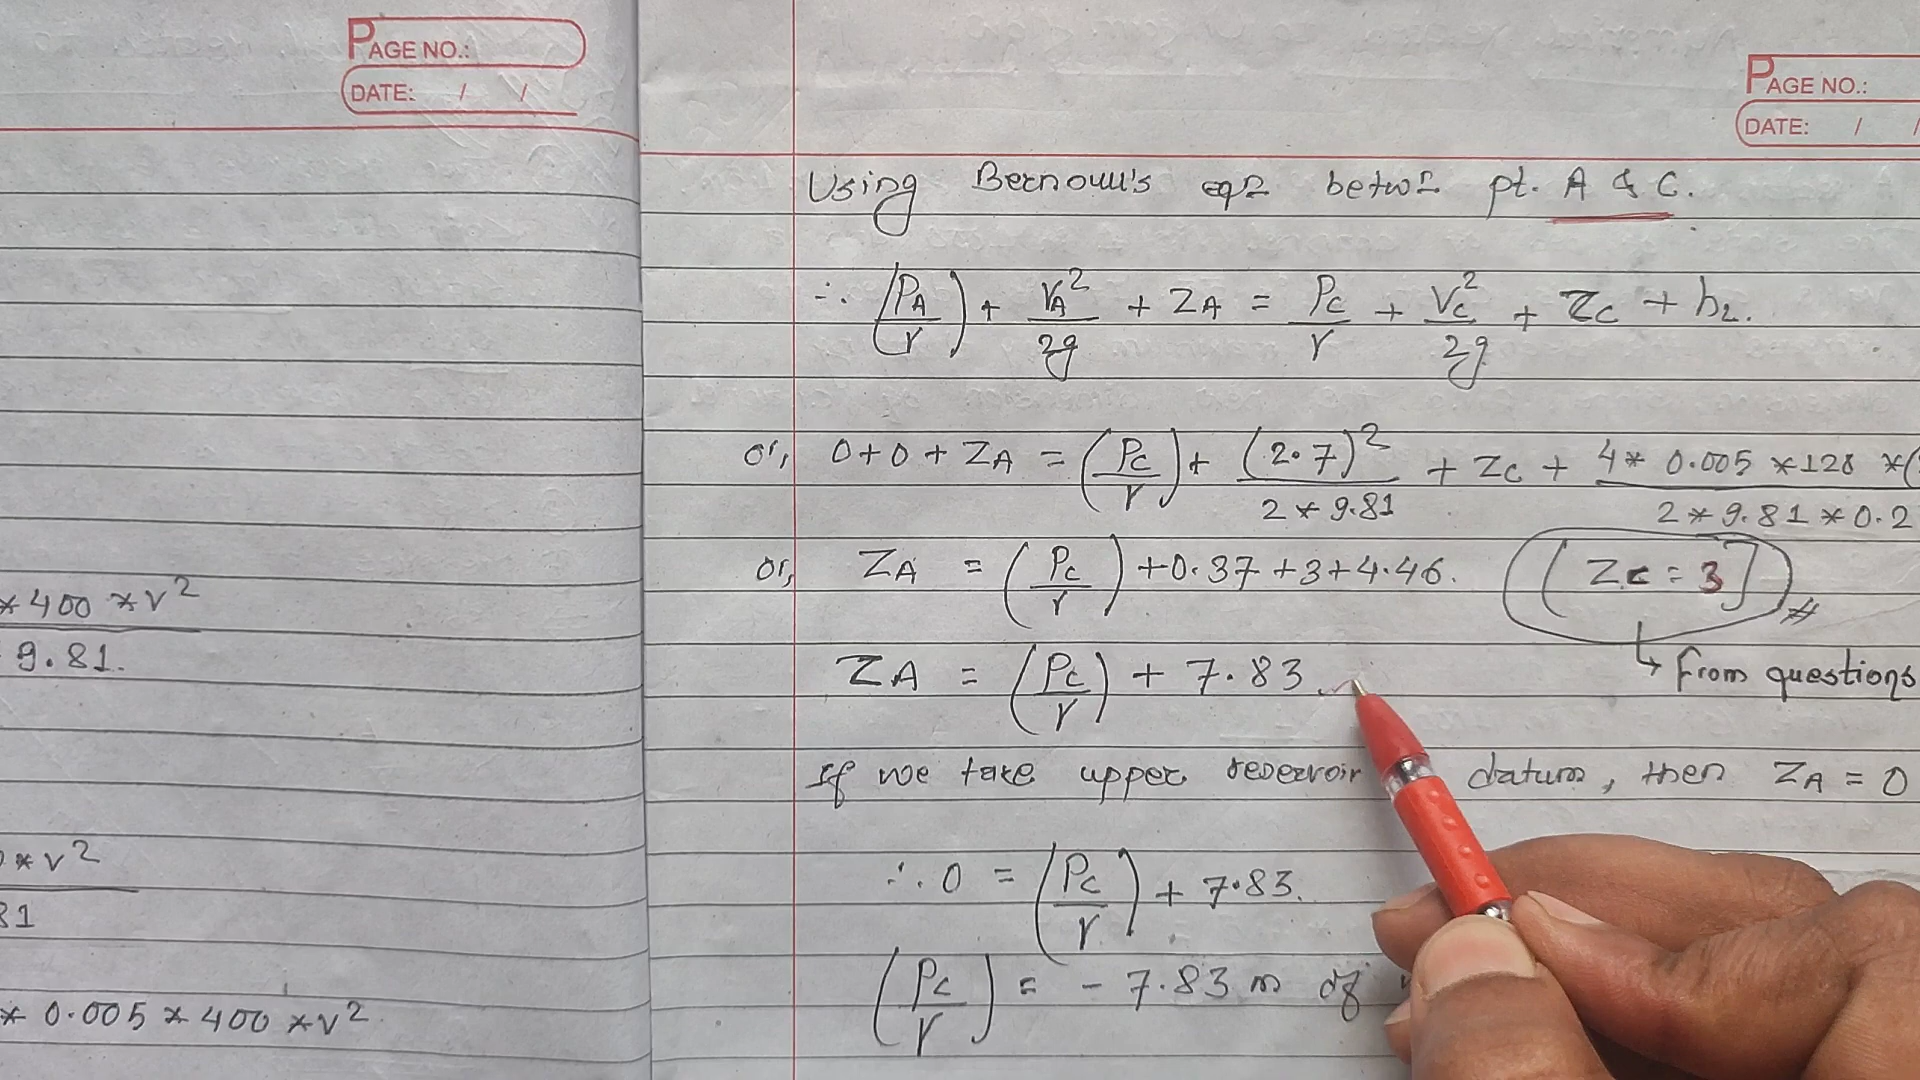 PAGE NO.:
DATE: / /
* 400 * v²
9.81.
* v²
81
* 0.005 * 400 * v²
PAGE NO.:
DATE: / /
Using Bernoulli's eqn betwn pt. A & C.
∴ (PA/r) + VA²/2g + ZA = PC/r + VC²/2g + ZC + hL.
or, 0 + 0 + ZA = (PC/r) + (2.7)²/2 * 9.81 + ZC + 4 * 0.005 * 128 * (/2 * 9.81 * 0.2
or, ZA = (PC/r) + 0.37 + 3 + 4.46. [ZC = 3] #
ZA = (PC/r) + 7.83
→ From questions
If we take upper reservoir datum, then ZA = 0
∴ 0 = (PC/r) + 7.83.
(PC/r) = - 7.83 m of